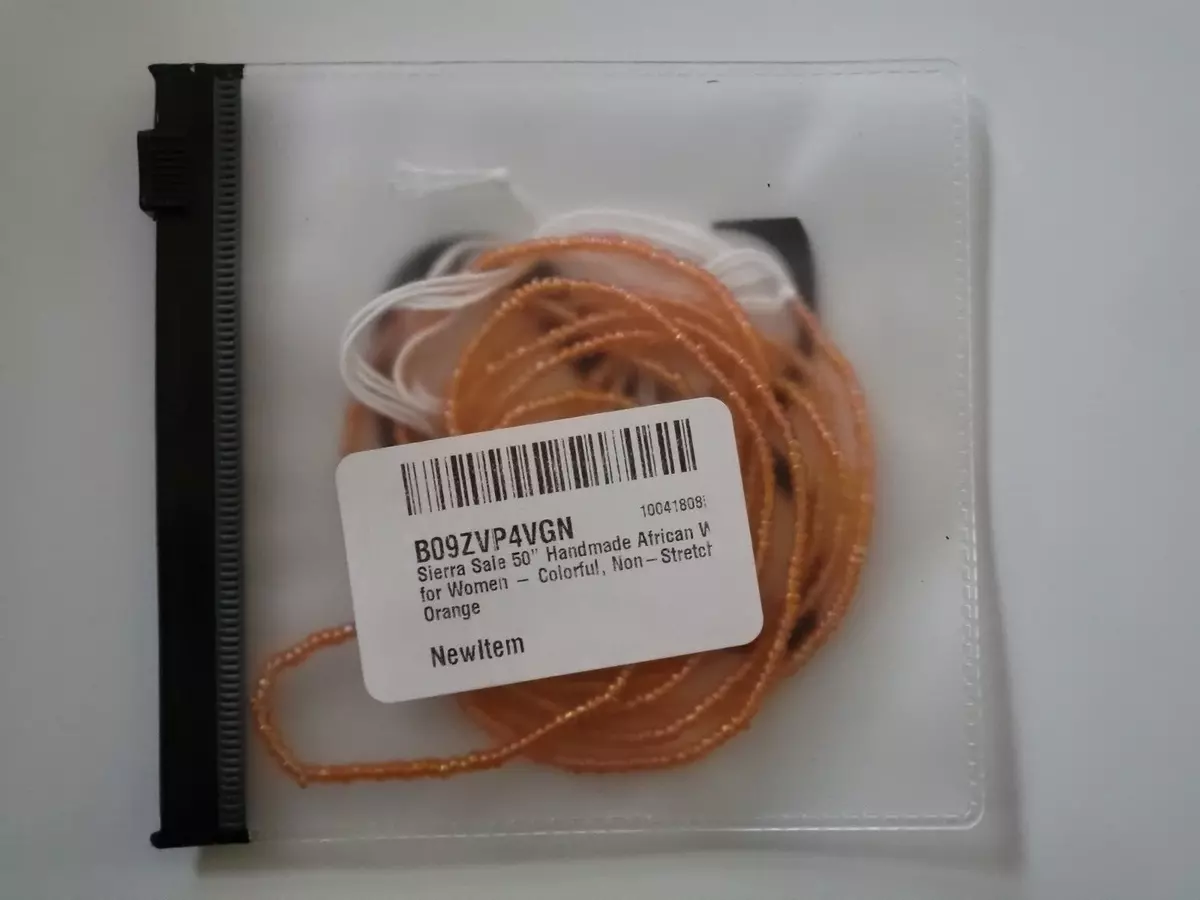 B09ZVP4VGN
10041808
Sierra Sale 50" Handmade African W
for Women – Colorful, Non-Stretch
Orange
NewItem